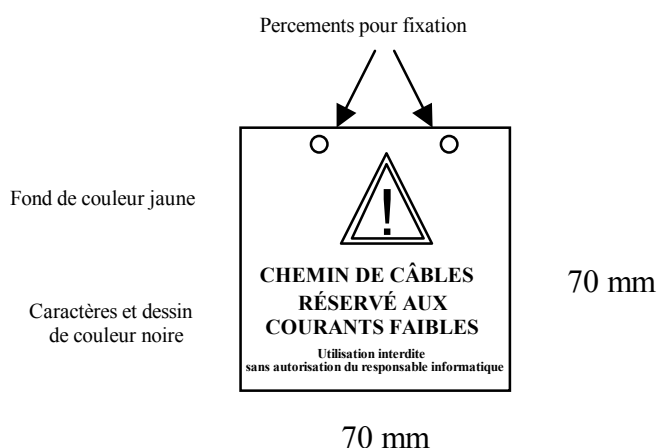 Percements pour fixation
Fond de couleur jaune
!
CHEMIN DE CÂBLES
RÉSERVÉ AUX
COURANTS FAIBLES
Utilisation interdite
sans autorisation du responsable informatique
70 mm
Caractères et dessin
de couleur noire
70 mm